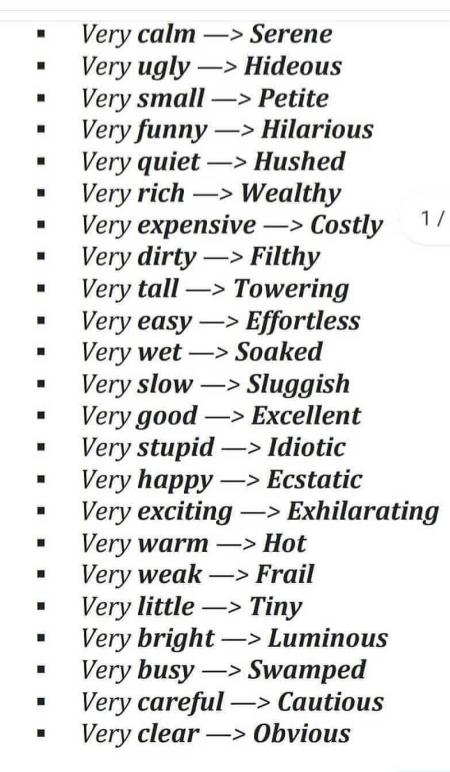 ▪ Very calm —> Serene
▪ Very ugly —> Hideous
▪ Very small —> Petite
▪ Very funny —> Hilarious
▪ Very quiet —> Hushed
▪ Very rich —> Wealthy
▪ Very expensive —> Costly
1 /
▪ Very dirty —> Filthy
▪ Very tall —> Towering
▪ Very easy —> Effortless
▪ Very wet —> Soaked
▪ Very slow —> Sluggish
▪ Very good —> Excellent
▪ Very stupid —> Idiotic
▪ Very happy —> Ecstatic
▪ Very exciting —> Exhilarating
▪ Very warm —> Hot
▪ Very weak —> Frail
▪ Very little —> Tiny
▪ Very bright —> Luminous
▪ Very busy —> Swamped
▪ Very careful —> Cautious
▪ Very clear —> Obvious